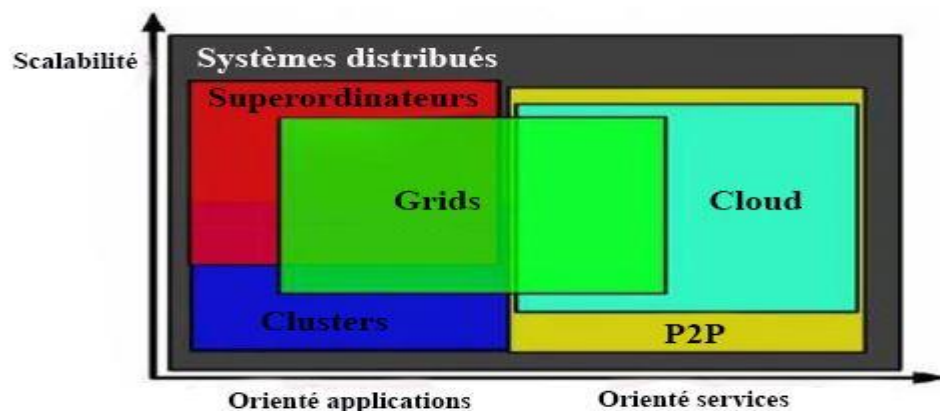 Scalabilité
Systèmes distribués
Superordinateurs
Grids
Cloud
Clusters
P2P
Orienté applications
Orienté services